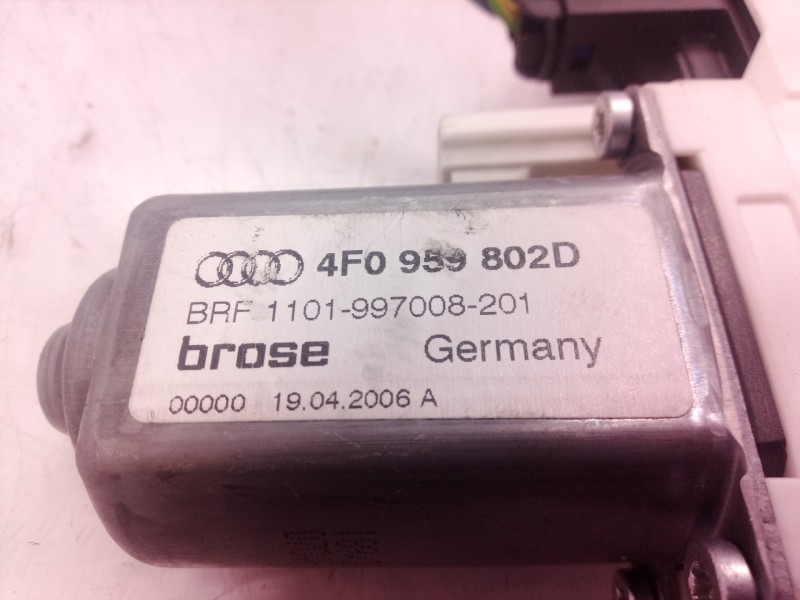 4F0 959 802D
BRF 1101-997008-201
brose Germany
00000 19.04.2006 A